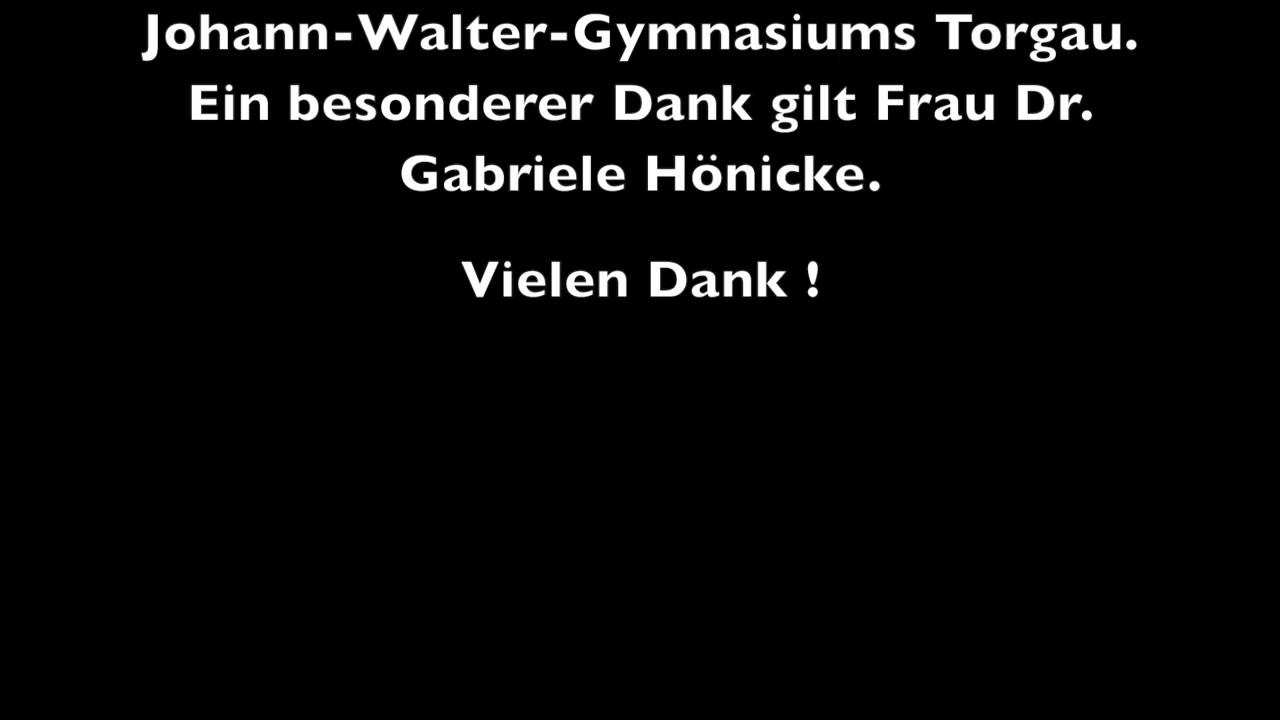 Johann-Walter-Gymnasiums Torgau.
Ein besonderer Dank gilt Frau Dr.
Gabriele Hönicke.
Vielen Dank !